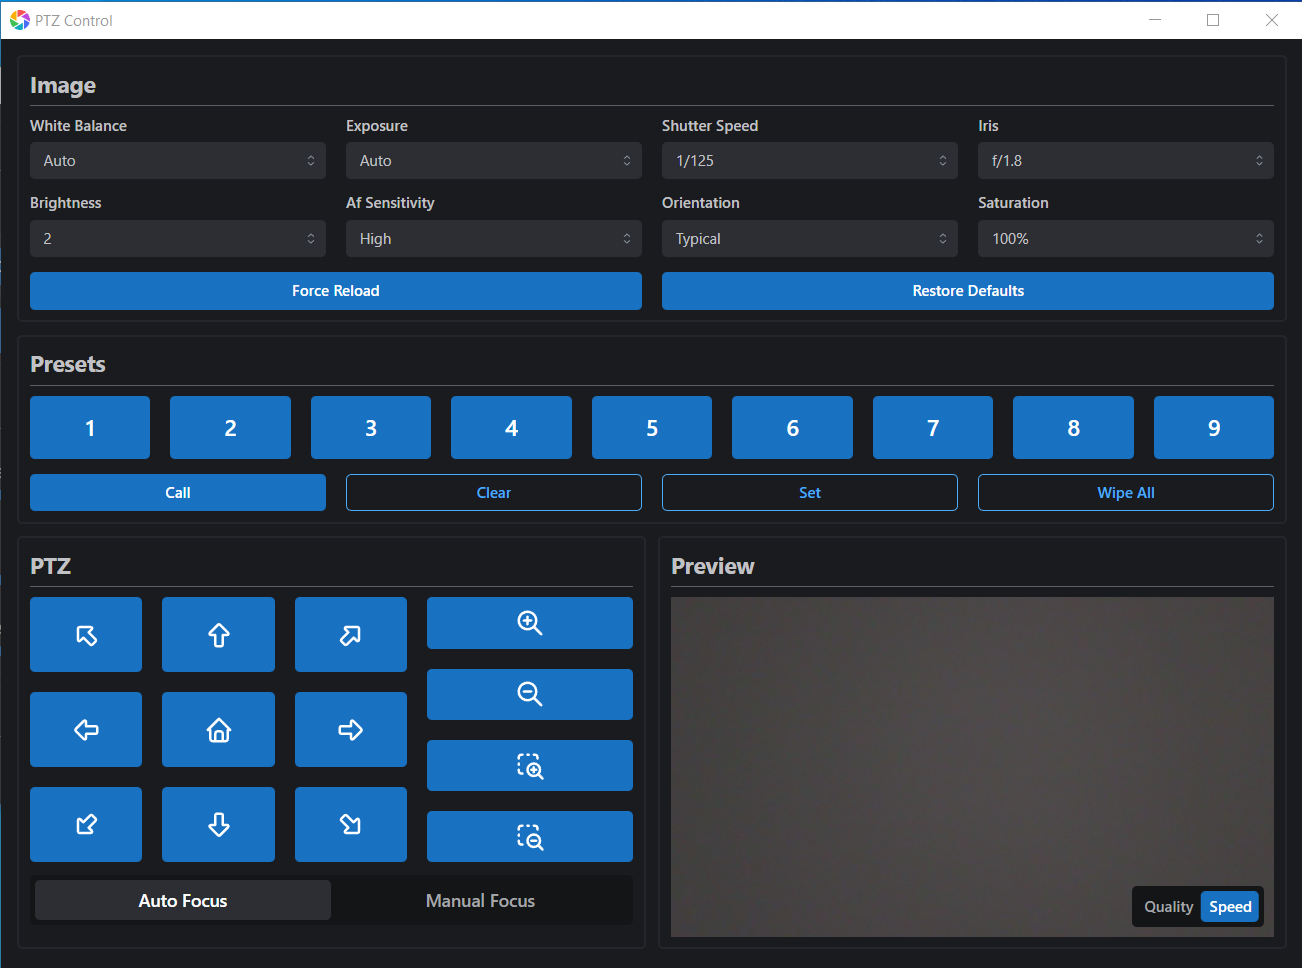 PTZ Control
Image
White Balance
Exposure
Shutter Speed
Iris
Auto
Auto
1/125
f/1.8
Brightness
Af Sensitivity
Orientation
Saturation
2
High
Typical
100%
Force Reload
Restore Defaults
Presets
1
2
3
4
5
6
7
8
9
Call
Clear
Set
Wipe All
PTZ
Auto Focus
Manual Focus
Preview
Quality
Speed